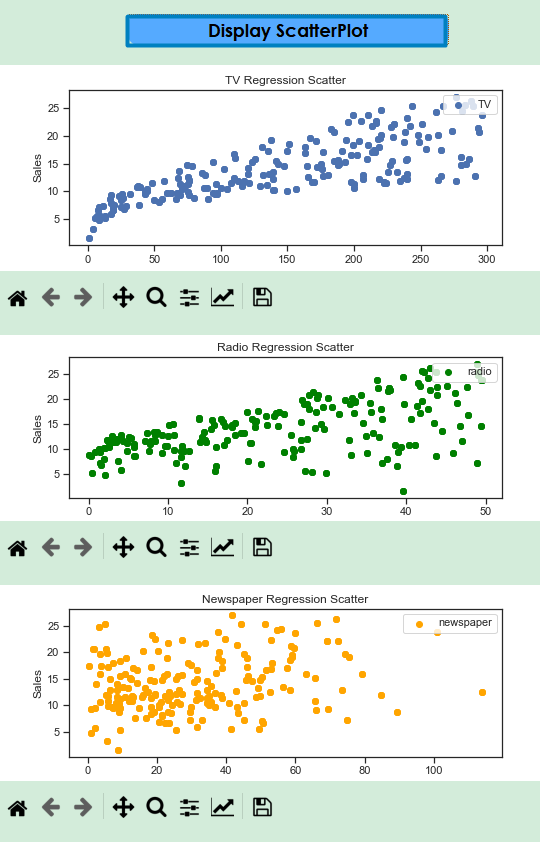 Display ScatterPlot
TV Regression Scatter
TV
25
20
15
10
5
Sales
0 50 100 150 200 250 300
Radio Regression Scatter
radio
25
20
15
10
5
Sales
0 10 20 30 40 50
Newspaper Regression Scatter
newspaper
25
20
15
10
5
Sales
0 20 40 60 80 100